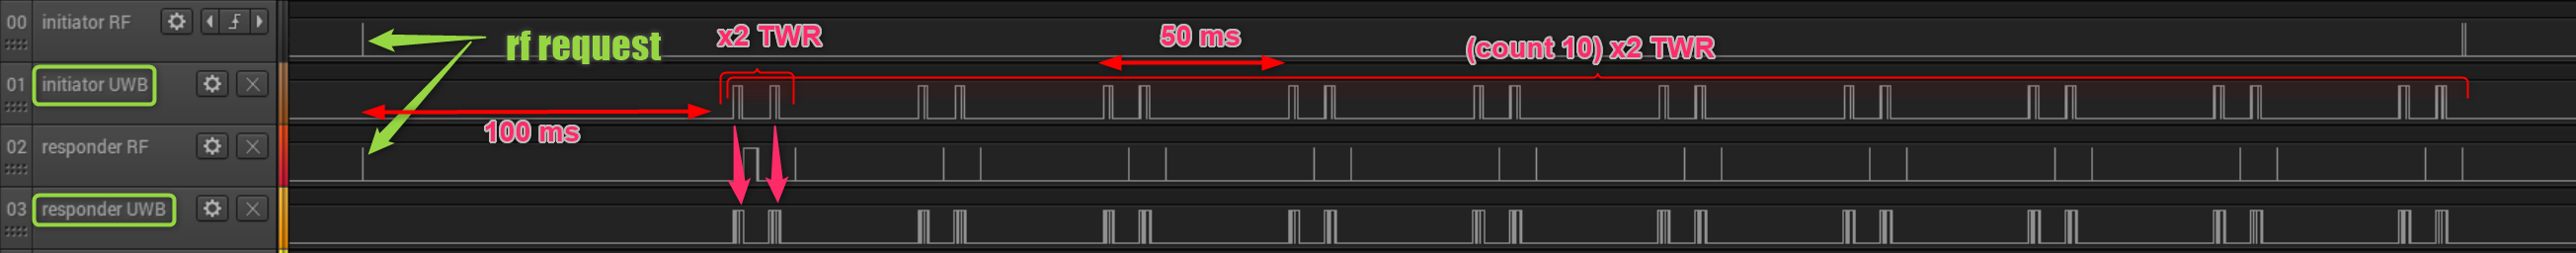 00 initiator RF
rf request
x2 TWR
50 ms
(count 10) x2 TWR
01 initiator UWB
100 ms
02 responder RF
03 responder UWB